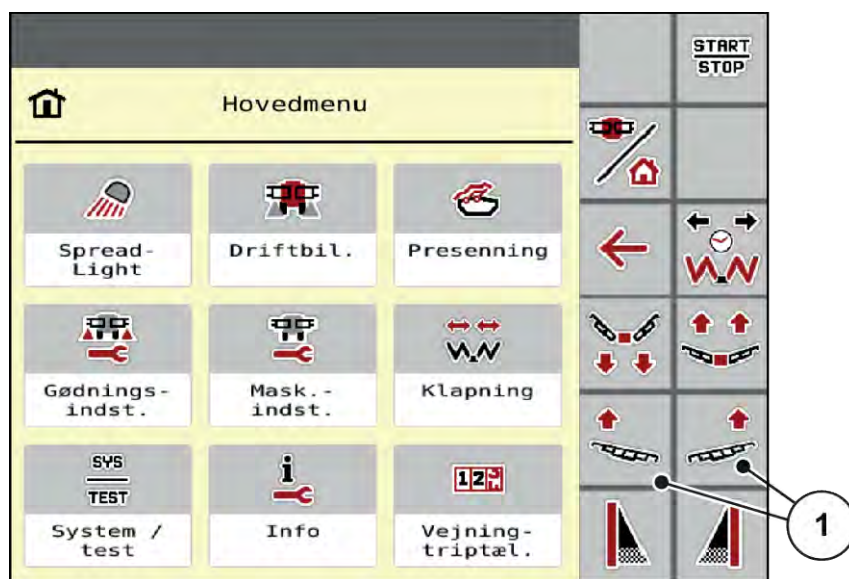 START
STOP
Hovedmenu
Spread-
Light
Driftbil.
Presenning
Gødnings-
indst.
Mask.-
indst.
Klapning
SYS
TEST
System /
test
i
Info
123
Vejning-
triptæl.
1